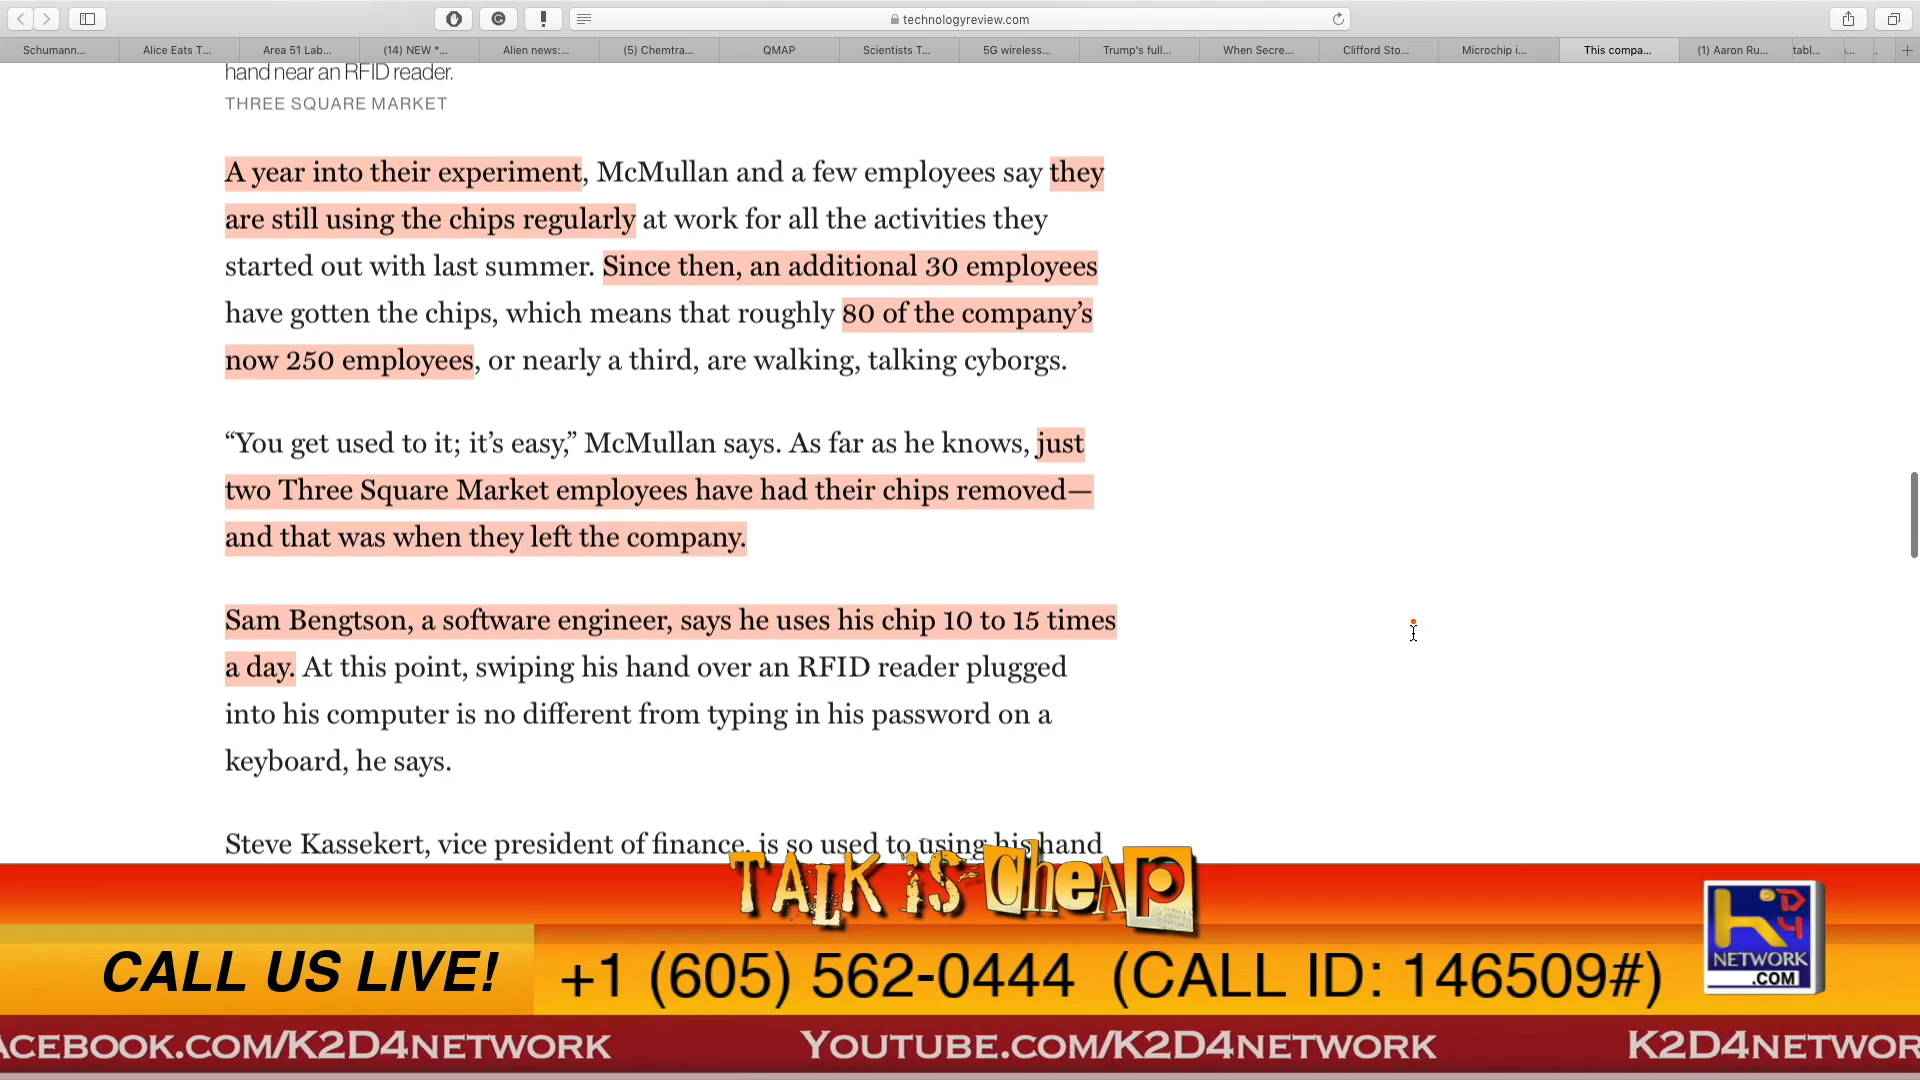 technologyreview.com
Schumann...
Alice Eats T...
Area 51 Lab...
(14) NEW *...
Alien news:...
(5) Chemtra...
QMAP
Scientists T...
5G wireless...
Trump's full...
When Secre...
Clifford Sto...
Microchip i...
This compa...
(1) Aaron Ru...
tabl...
hand near an RFID reader.
THREE SQUARE MARKET
A year into their experiment, McMullan and a few employees say they
are still using the chips regularly at work for all the activities they
started out with last summer. Since then, an additional 30 employees
have gotten the chips, which means that roughly 80 of the company’s
now 250 employees, or nearly a third, are walking, talking cyborgs.
“You get used to it; it’s easy,” McMullan says. As far as he knows, just
two Three Square Market employees have had their chips removed—
and that was when they left the company.
Sam Bengtson, a software engineer, says he uses his chip 10 to 15 times
a day. At this point, swiping his hand over an RFID reader plugged
into his computer is no different from typing in his password on a
keyboard, he says.
Steve Kassekert, vice president of finance, is so used to using his hand
TALK iS CheAp
CALL US LIVE!
+1 (605) 562-0444 (CALL ID: 146509#)
K2D4
NETWORK
.COM
ACEBOOK.COM/K2D4NETWORK
YOUTUBE.COM/K2D4NETWORK
K2D4NETWOR